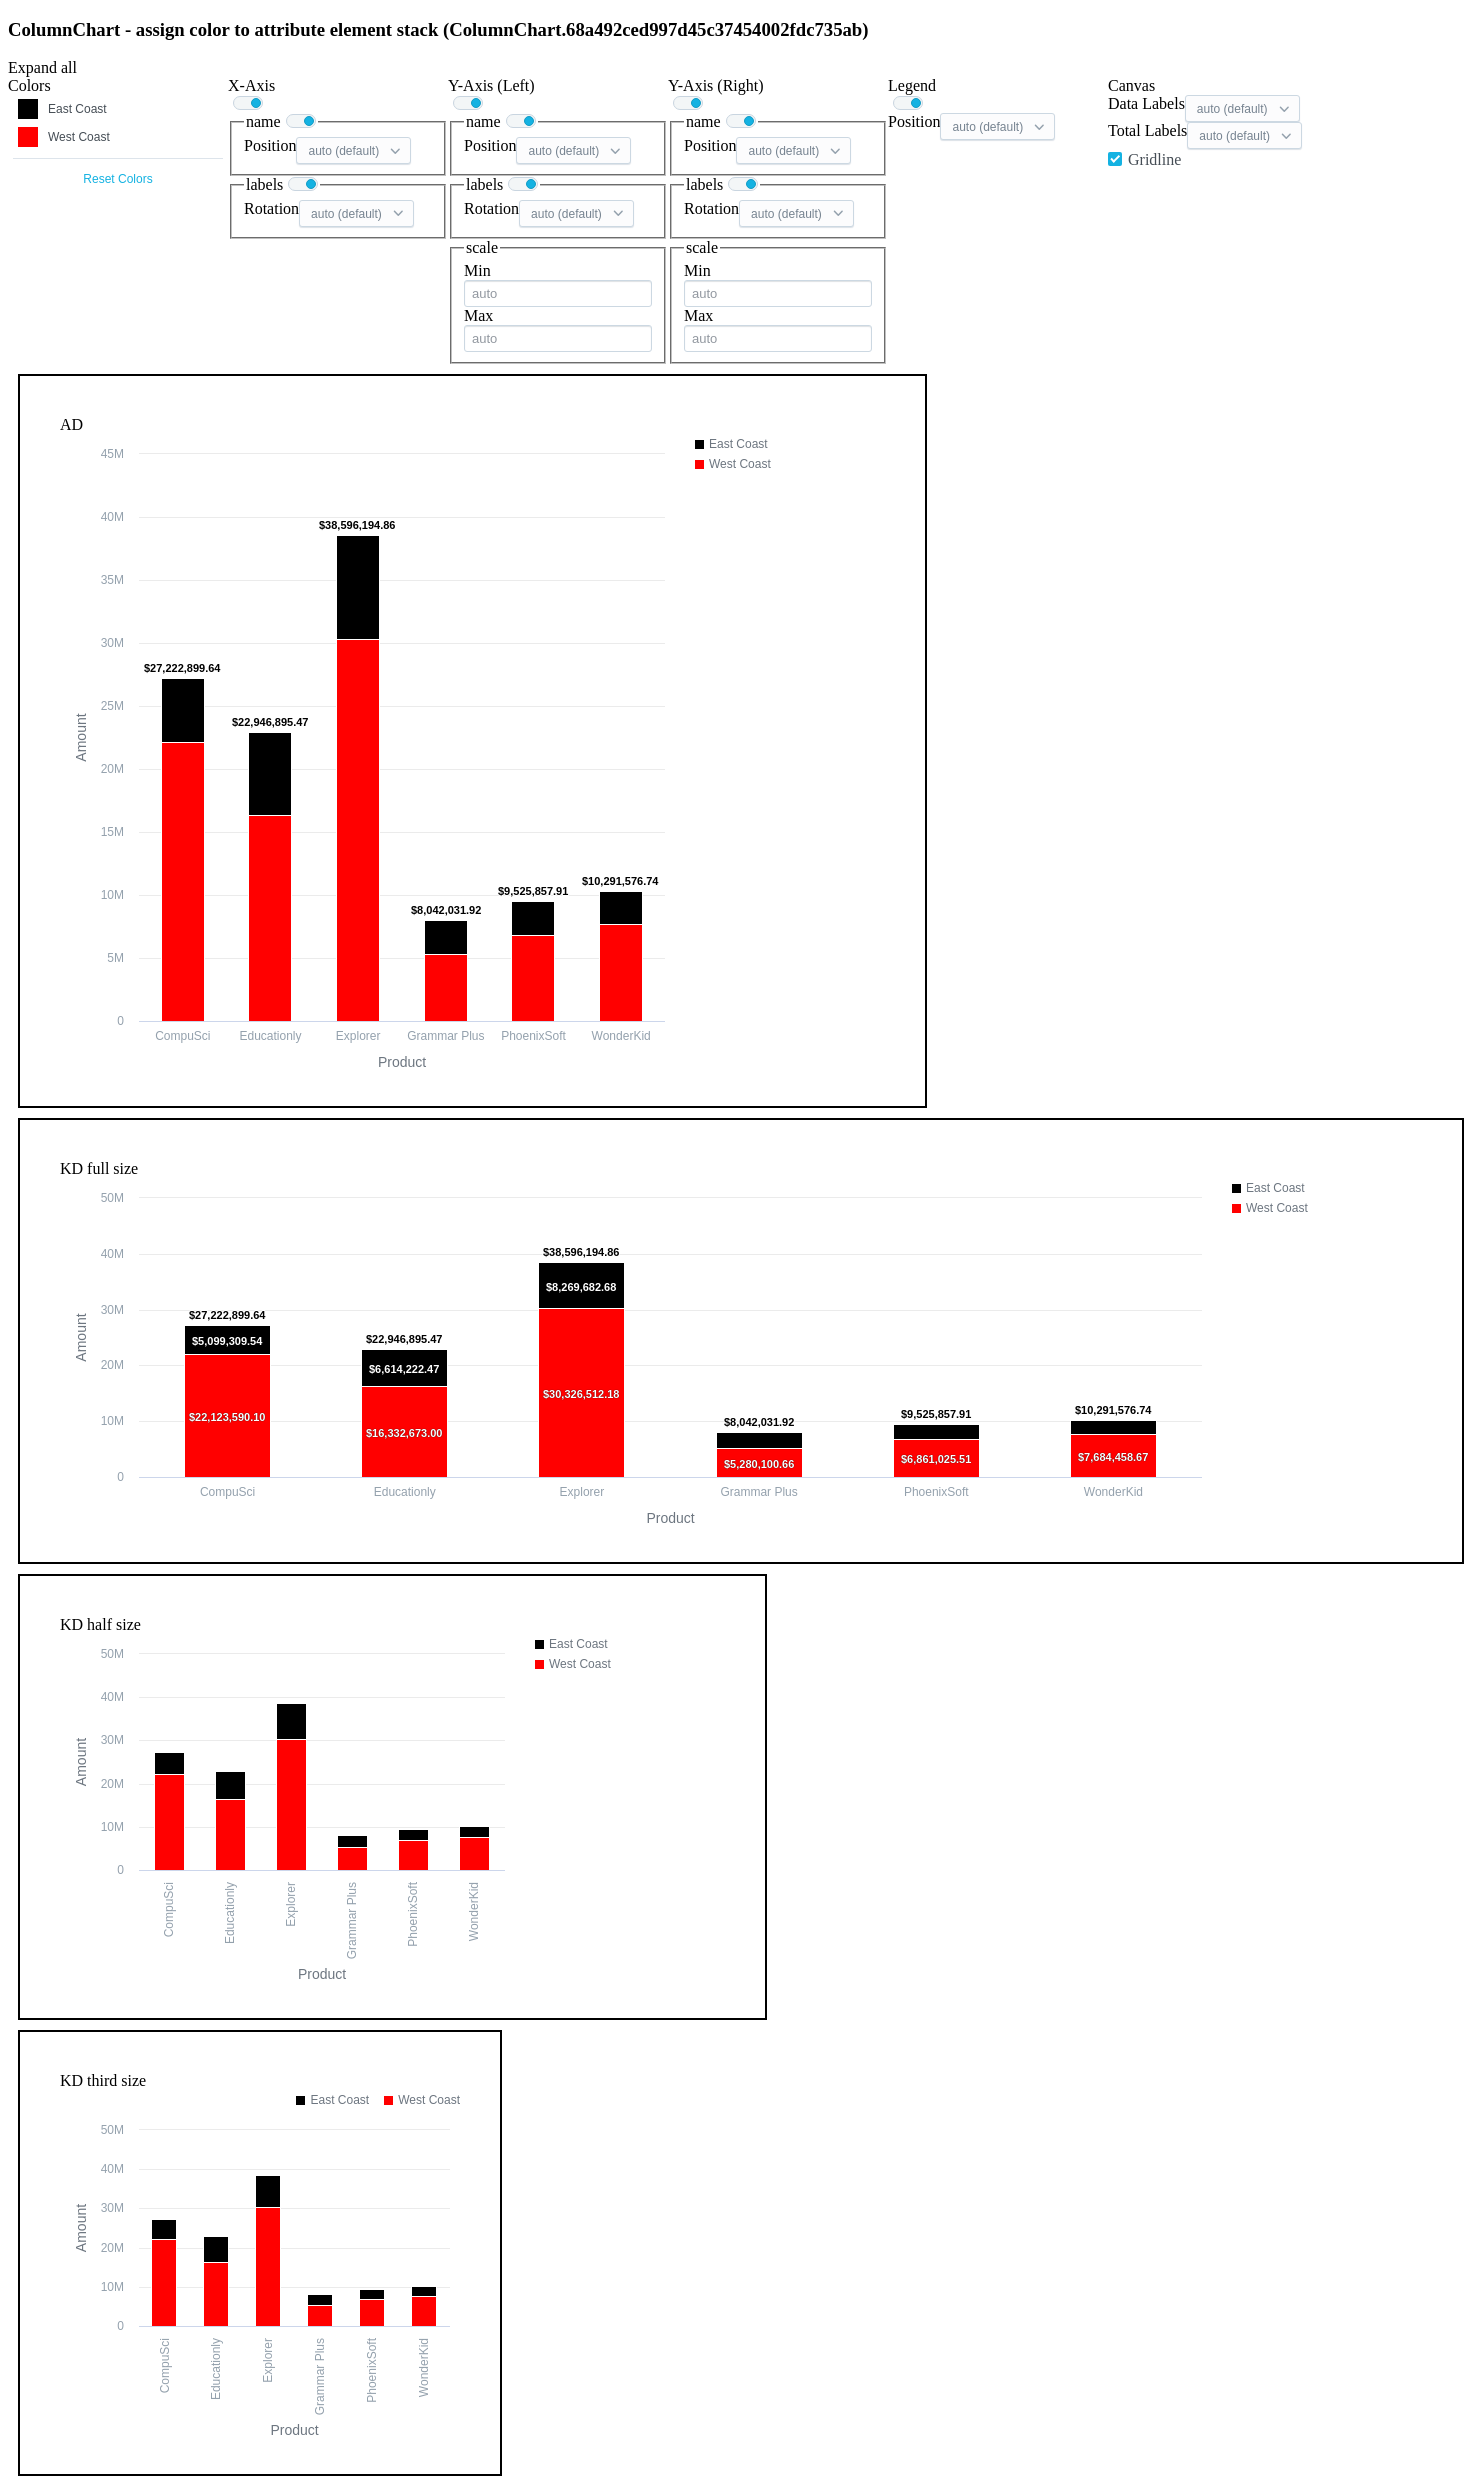 ColumnChart - assign color to attribute element stack (ColumnChart.68a492ced997d45c37454002fdc735ab)
Expand all
Colors
East Coast
West Coast
Reset Colors
X-Axis
name
Position auto (default)
labels
Rotation auto (default)
Y-Axis (Left)
name
Position auto (default)
labels
Rotation auto (default)
scale
Min
auto
Max
auto
Y-Axis (Right)
name
Position auto (default)
labels
Rotation auto (default)
scale
Min
auto
Max
auto
Legend
Position auto (default)
Canvas
Data Labels auto (default)
Total Labels auto (default)
Gridline
AD
East Coast
West Coast
45M
40M
35M
30M
25M
20M
15M
10M
5M
0
Amount
$27,222,899.64
$22,946,895.47
$38,596,194.86
$8,042,031.92
$9,525,857.91
$10,291,576.74
CompuSci Educationly Explorer Grammar Plus PhoenixSoft WonderKid
Product
KD full size
East Coast
West Coast
50M
40M
30M
20M
10M
0
Amount
$27,222,899.64
$5,099,309.54
$22,123,590.10
$22,946,895.47
$6,614,222.47
$16,332,673.00
$38,596,194.86
$8,269,682.68
$30,326,512.18
$8,042,031.92
$5,280,100.66
$9,525,857.91
$6,861,025.51
$10,291,576.74
$7,684,458.67
CompuSci Educationly Explorer Grammar Plus PhoenixSoft WonderKid
Product
KD half size
East Coast
West Coast
50M
40M
30M
20M
10M
0
Amount
CompuSci
Educationly
Explorer
Grammar Plus
PhoenixSoft
WonderKid
Product
KD third size
East Coast West Coast
50M
40M
30M
20M
10M
0
Amount
CompuSci
Educationly
Explorer
Grammar Plus
PhoenixSoft
WonderKid
Product